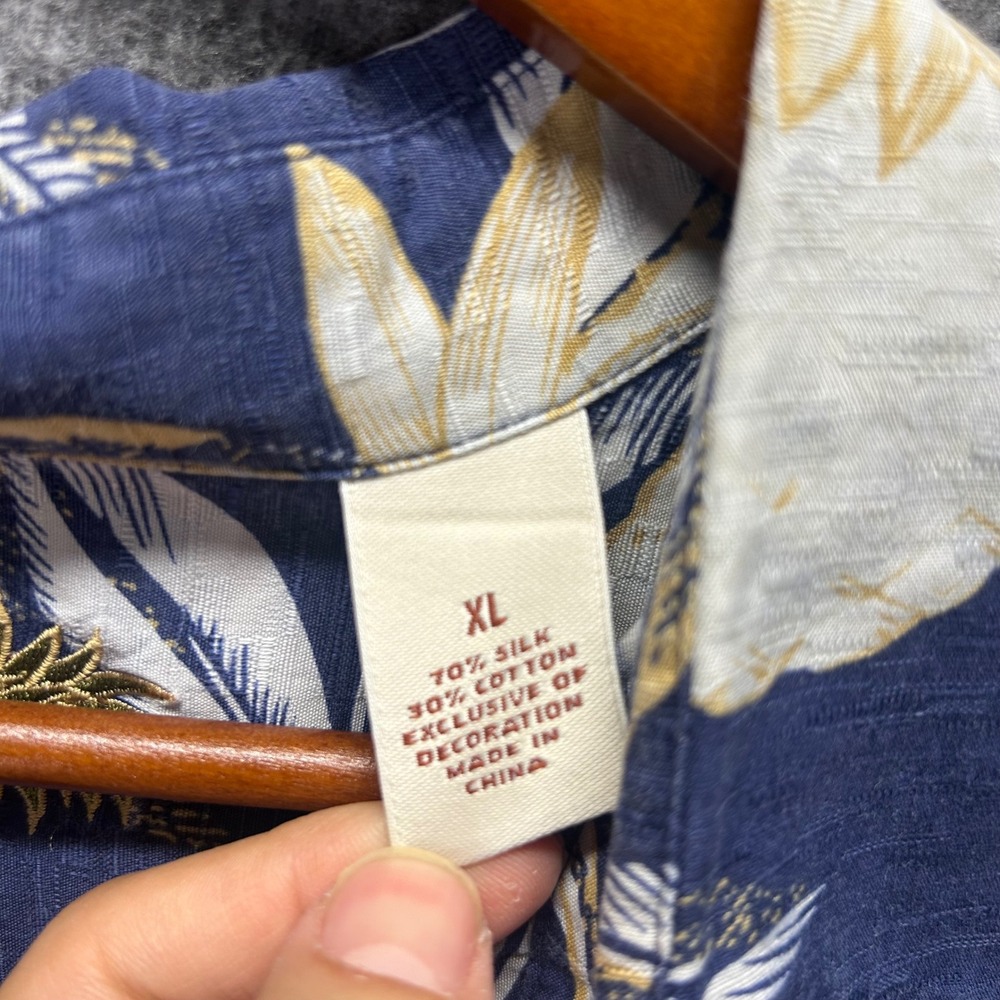 XL
70% SILK
30% COTTON
EXCLUSIVE OF
DECORATION
MADE IN
CHINA